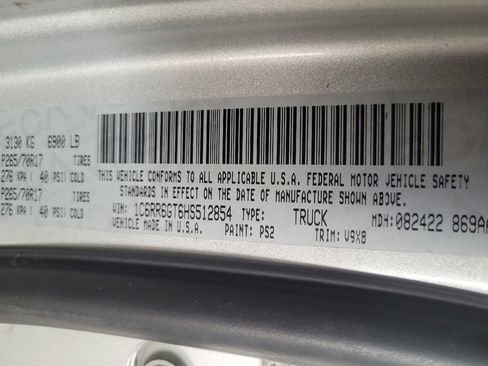 3130 KG 6900 LB
P265/70R17 TIRES
276 KPA ( 40 PSI) COLD
P265/70R17 TIRES
276 KPA ( 40 PSI) COLD
THIS VEHICLE CONFORMS TO ALL APPLICABLE U.S.A. FEDERAL MOTOR VEHICLE SAFETY
STANDARDS IN EFFECT ON THE DATE OF MANUFACTURE SHOWN ABOVE.
VIN: 1C6RR6GT6HS512854 TYPE: TRUCK MDH: 082422 869AA
VEHICLE MADE IN U.S.A. PAINT: PS2 TRIM: V9X8